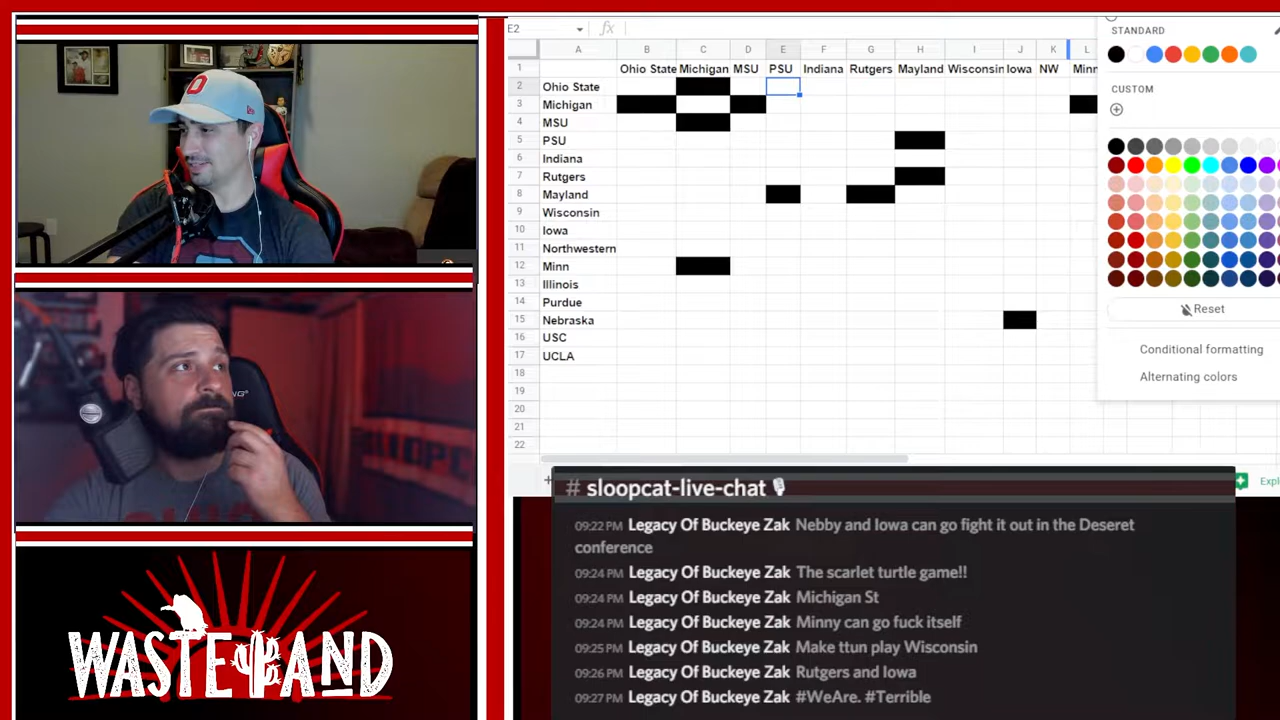 E2 fx
A B C D E F G H I J K L
1 Ohio State Michigan MSU PSU Indiana Rutgers Mayland Wisconsin Iowa NW Minn
2 Ohio State
3 Michigan
4 MSU
5 PSU
6 Indiana
7 Rutgers
8 Mayland
9 Wisconsin
10 Iowa
11 Northwestern
12 Minn
13 Illinois
14 Purdue
15 Nebraska
16 USC
17 UCLA
18
19
20
21
22
STANDARD
CUSTOM
Reset
Conditional formatting
Alternating colors
Explo
# sloopcat-live-chat
09:22 PM Legacy Of Buckeye Zak Nebby and Iowa can go fight it out in the Deseret
conference
09:24 PM Legacy Of Buckeye Zak The scarlet turtle game!!
09:24 PM Legacy Of Buckeye Zak Michigan St
09:24 PM Legacy Of Buckeye Zak Minny can go fuck itself
09:25 PM Legacy Of Buckeye Zak Make ttun play Wisconsin
09:26 PM Legacy Of Buckeye Zak Rutgers and Iowa
09:27 PM Legacy Of Buckeye Zak #WeAre. #Terrible
WASTELAND